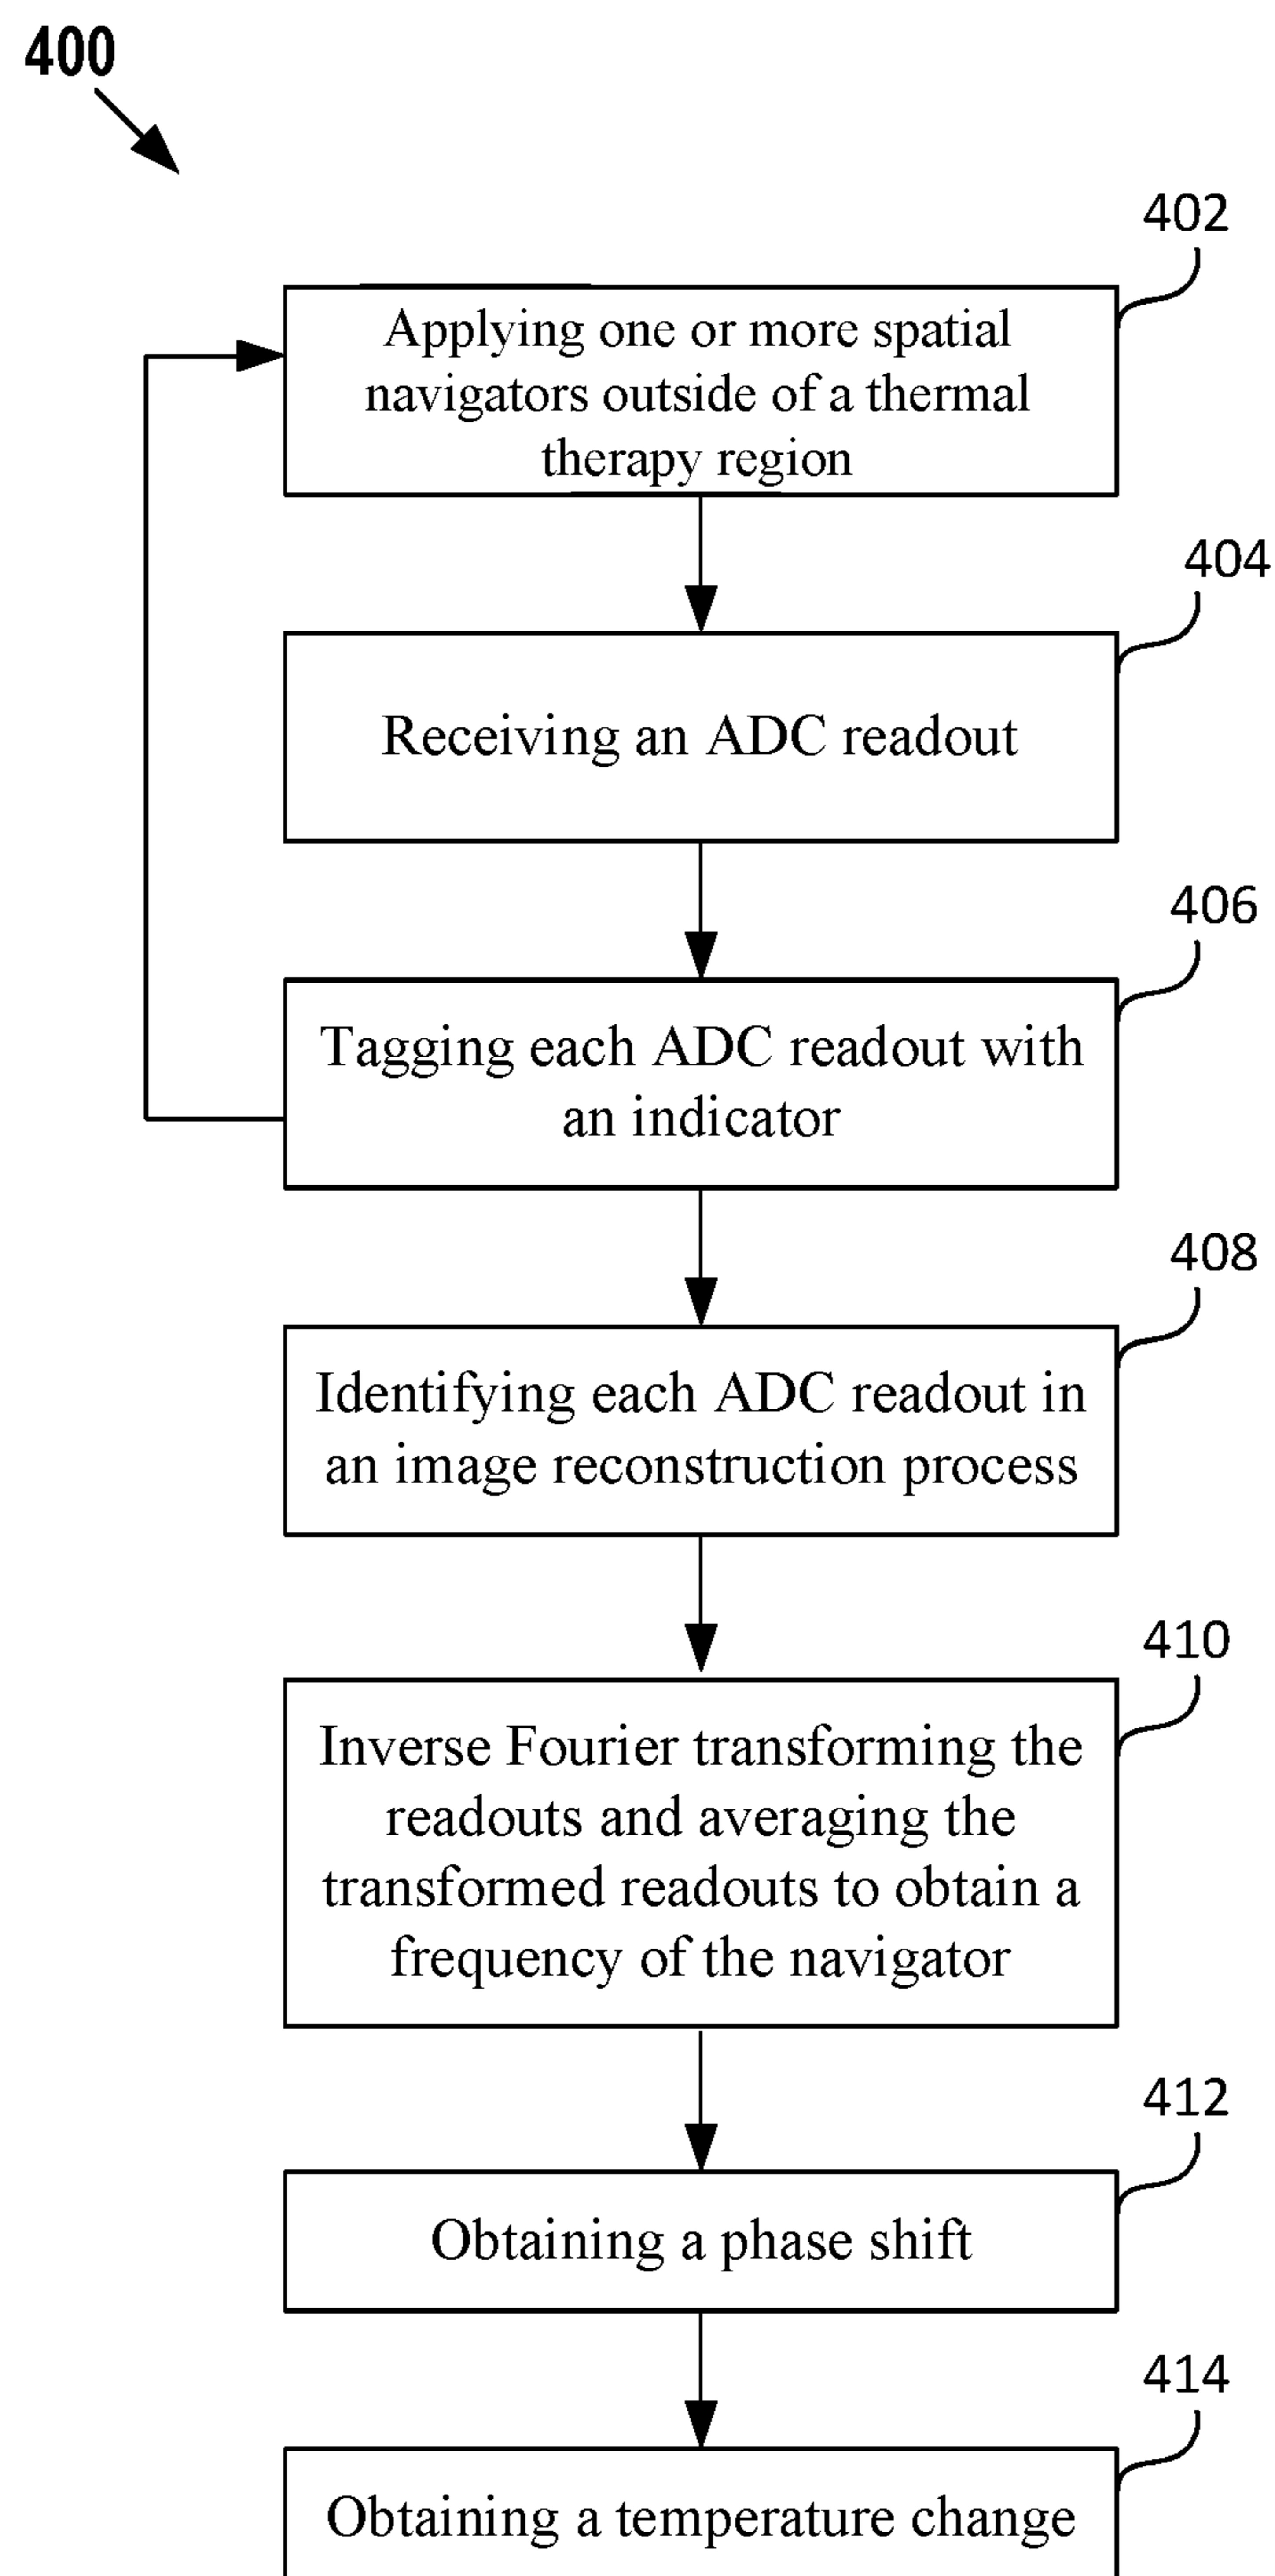 400
402
Applying one or more spatial
navigators outside of a thermal
therapy region
404
Receiving an ADC readout
406
Tagging each ADC readout with
an indicator
408
Identifying each ADC readout in
an image reconstruction process
410
Inverse Fourier transforming the
readouts and averaging the
transformed readouts to obtain a
frequency of the navigator
412
Obtaining a phase shift
414
Obtaining a temperature change